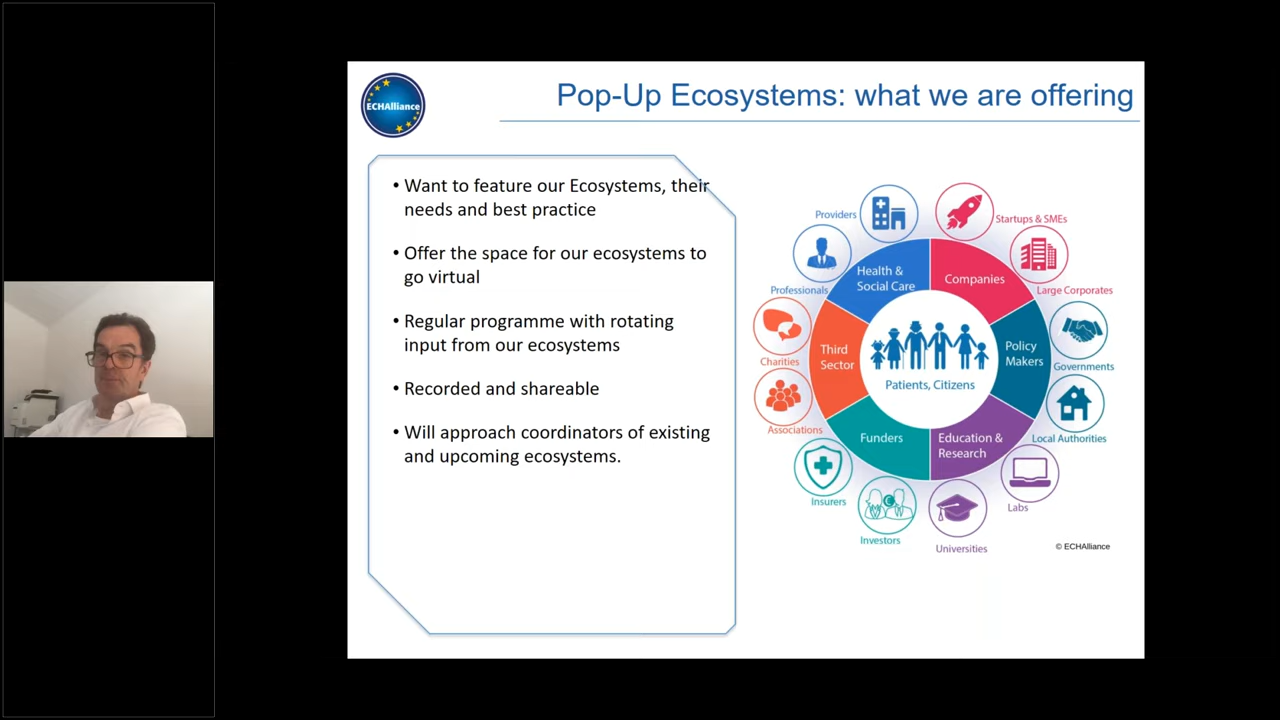 ECHAlliance
Pop-Up Ecosystems: what we are offering
• Want to feature our Ecosystems, their
needs and best practice
• Offer the space for our ecosystems to
go virtual
• Regular programme with rotating
input from our ecosystems
• Recorded and shareable
• Will approach coordinators of existing
and upcoming ecosystems.
Providers
Startups & SMEs
Professionals
Health &
Social Care
Companies
Large Corporates
Charities
Third
Sector
Policy
Makers
Governments
Patients, Citizens
Associations
Funders
Education &
Research
Local Authorities
Insurers
Labs
Investors
Universities
© ECHAlliance